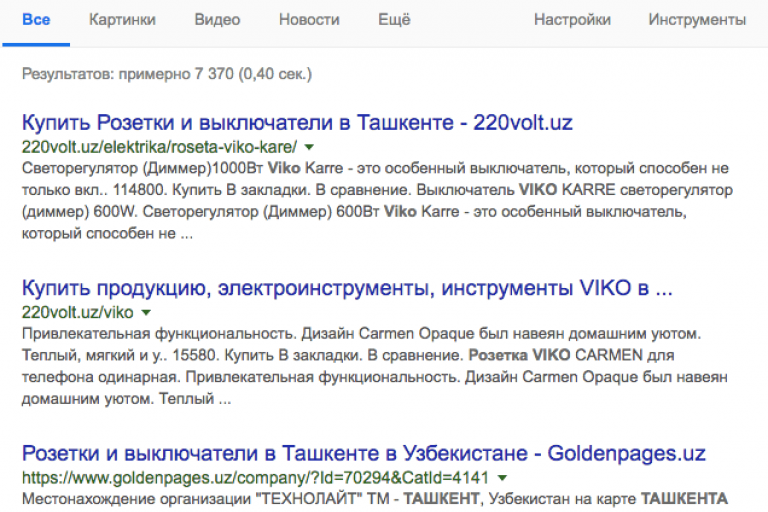 Все Картинки Видео Новости Ещё Настройки Инструменты
Результатов: примерно 7 370 (0,40 сек.)
Купить Розетки и выключатели в Ташкенте - 220volt.uz
220volt.uz/elektrika/roseta-viko-kare/
Светорегулятор (Диммер)1000Вт Viko Karre - это особенный выключатель, который способен не
только вкл.. 114800. Купить В закладки. В сравнение. Выключатель VIKO KARRE светорегулятор
(диммер) 600W. Светорегулятор (Диммер) 600Вт Viko Karre - это особенный выключатель,
который способен не ...
Купить продукцию, электроинструменты, инструменты VIKO в ...
220volt.uz/viko
Привлекательная функциональность. Дизайн Carmen Opaque был навеян домашним уютом.
Теплый, мягкий и у.. 15580. Купить В закладки. В сравнение. Розетка VIKO CARMEN для
телефона одинарная. Привлекательная функциональность. Дизайн Carmen Opaque был навеян
домашним уютом. Теплый ...
Розетки и выключатели в Ташкенте в Узбекистане - Goldenpages.uz
https://www.goldenpages.uz/company/?Id=70294&CatId=4141
Местонахождение организации "ТЕХНОЛАЙТ" ТМ - ТАШКЕНТ, Узбекистан на карте ТАШКЕНТА